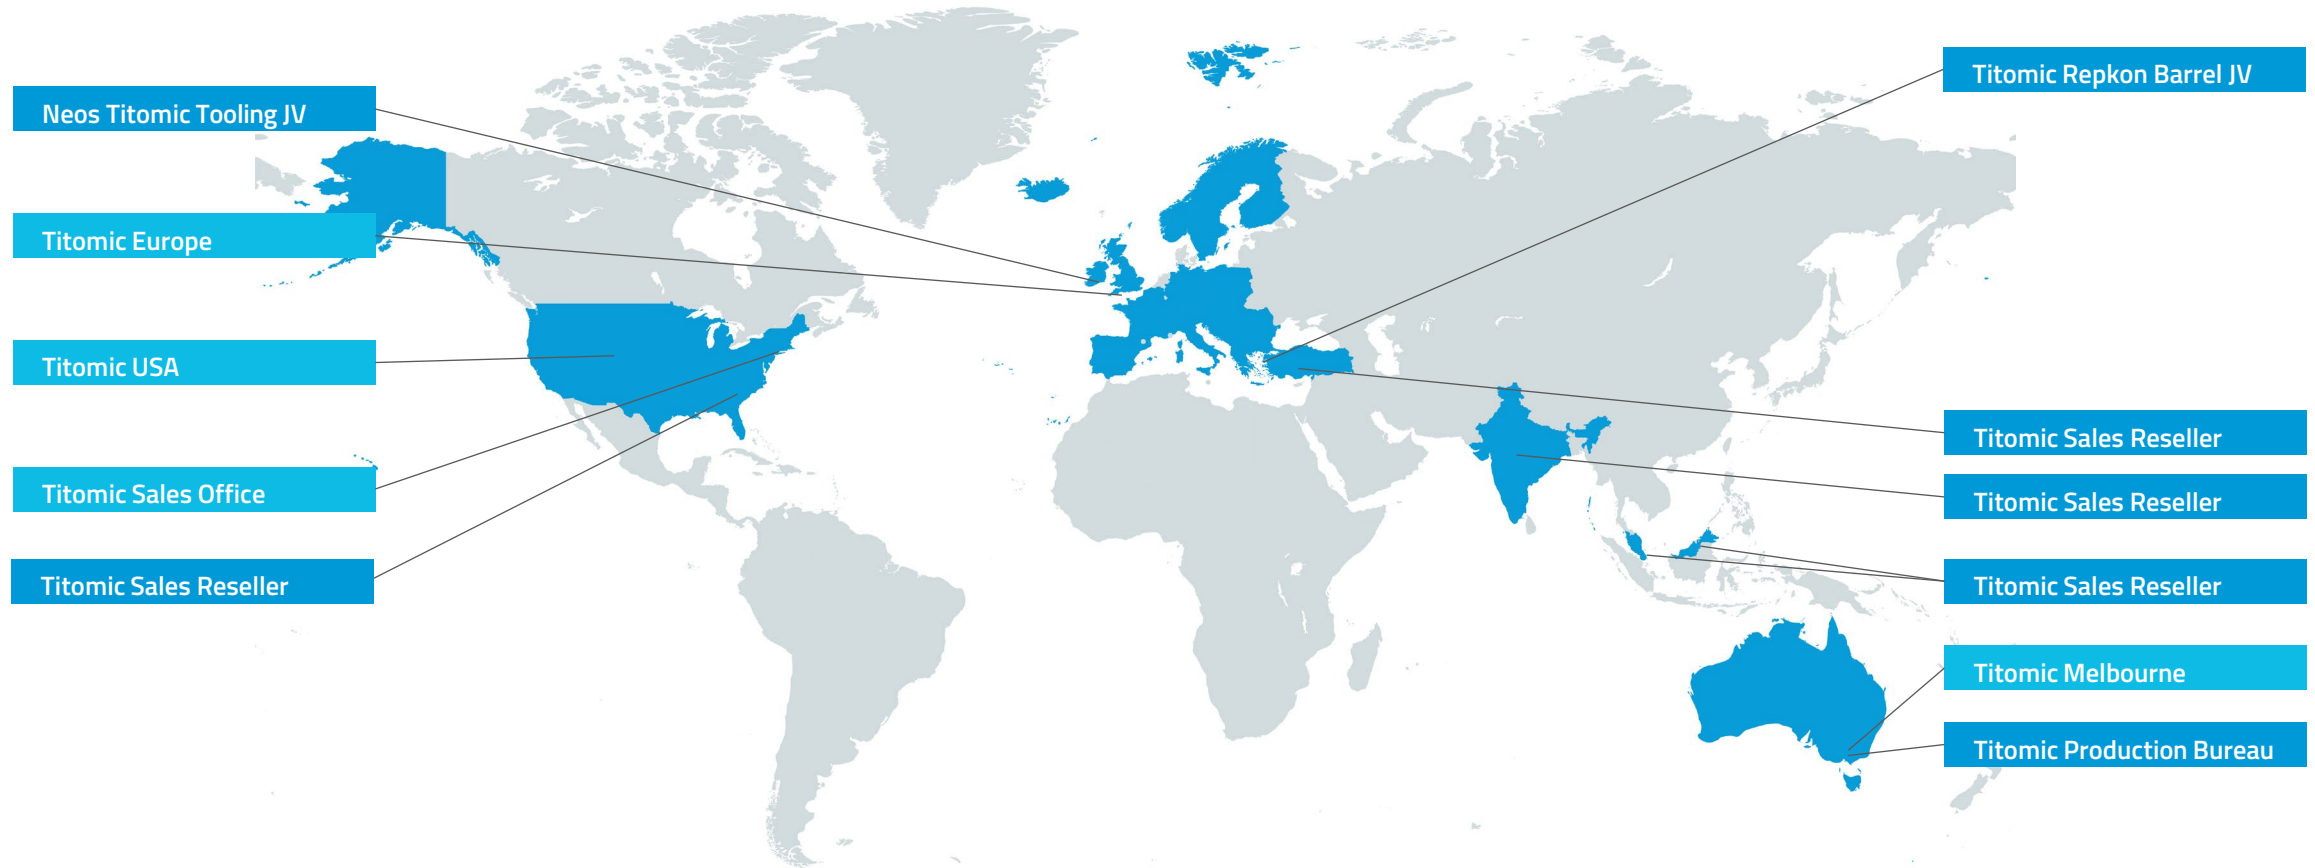 Neos Titomic Tooling JV
Titomic Europe
Titomic USA
Titomic Sales Office
Titomic Sales Reseller
Titomic Repkon Barrel JV
Titomic Sales Reseller
Titomic Sales Reseller
Titomic Sales Reseller
Titomic Melbourne
Titomic Production Bureau